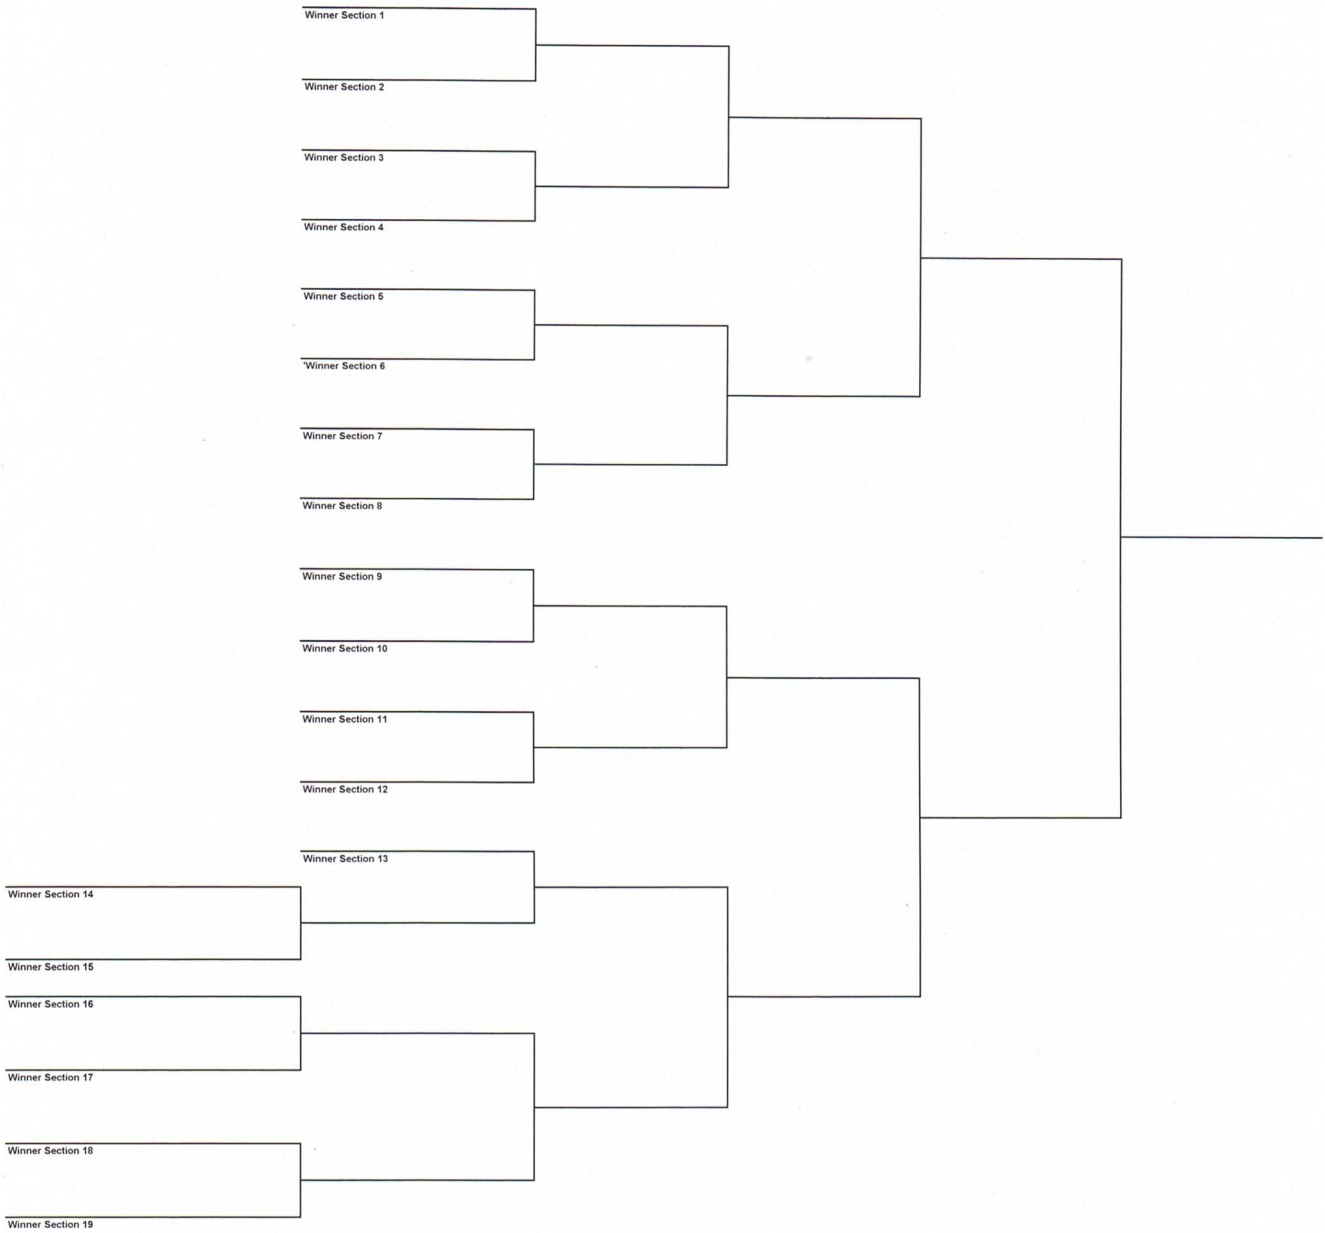 Winner Section 1
Winner Section 2
Winner Section 3
Winner Section 4
Winner Section 5
'Winner Section 6
Winner Section 7
Winner Section 8
Winner Section 9
Winner Section 10
Winner Section 11
Winner Section 12
Winner Section 13
Winner Section 14
Winner Section 15
Winner Section 16
Winner Section 17
Winner Section 18
Winner Section 19